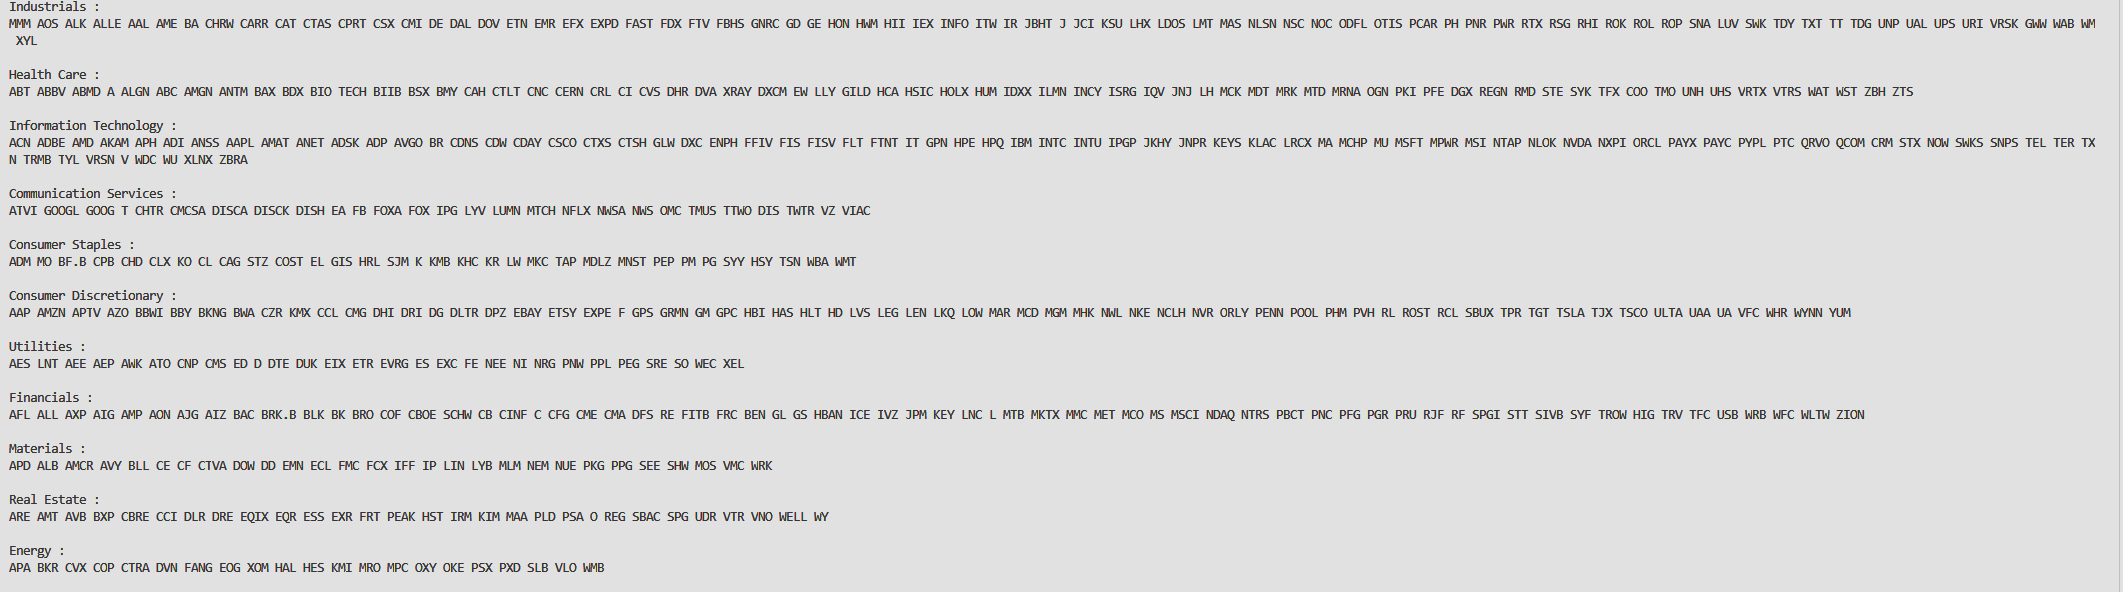 Industrials :
MMM AOS ALK ALLE AAL AME BA CHRW CARR CAT CTAS CPRT CSX CMI DE DAL DOV ETN EMR EFX EXPD FAST FDX FTV FBHS GNRC GD GE HON HWM HII IEX INFO ITW IR JBHT J JCI KSU LHX LDOS LMT MAS NLSN NSC NOC ODFL OTIS PCAR PH PNR PWR RTX RSG RHI ROK ROL ROP SNA LUV SWK TDY TXT TT TDG UNP UAL UPS URI VRSK GWW WAB WM
XYL
Health Care :
ABT ABBV ABMD A ALGN ABC AMGN ANTM BAX BDX BIO TECH BIIB BSX BMY CAH CTLT CNC CERN CRL CI CVS DHR DVA XRAY DXCM EW LLY GILD HCA HSIC HOLX HUM IDXX ILMN INCY ISRG IQV JNJ LH MCK MDT MRK MTD MRNA OGN PKI PFE DGX REGN RMD STE SYK TFX COO TMO UNH UHS VRTX VTRS WAT WST ZBH ZTS
Information Technology :
ACN ADBE AMD AKAM APH ADI ANSS AAPL AMAT ANET ADSK ADP AVGO BR CDNS CDW CDAY CSCO CTXS CTSH GLW DXC ENPH FFIV FIS FISV FLT FTNT IT GPN HPE HPQ IBM INTC INTU IPGP JKHY JNPR KEYS KLAC LRCX MA MCHP MU MSFT MPWR MSI NTAP NLOK NVDA NXPI ORCL PAYX PAYC PYPL PTC QRVO QCOM CRM STX NOW SWKS SNPS TEL TER TX
N TRMB TYL VRSN V WDC WU XLNX ZBRA
Communication Services :
ATVI GOOGL GOOG T CHTR CMCSA DISCA DISCK DISH EA FB FOXA FOX IPG LYV LUMN MTCH NFLX NWSA NWS OMC TMUS TTWO DIS TWTR VZ VIAC
Consumer Staples :
ADM MO BF.B CPB CHD CLX KO CL CAG STZ COST EL GIS HRL SJM K KMB KHC KR LW MKC TAP MDLZ MNST PEP PM PG SYY HSY TSN WBA WMT
Consumer Discretionary :
AAP AMZN APTV AZO BBWI BBY BKNG BWA CZR KMX CCL CMG DHI DRI DG DLTR DPZ EBAY ETSY EXPE F GPS GRMN GM GPC HBI HAS HLT HD LVS LEG LEN LKQ LOW MAR MCD MGM MHK NWL NKE NCLH NVR ORLY PENN POOL PHM PVH RL ROST RCL SBUX TPR TGT TSLA TJX TSCO ULTA UAA UA VFC WHR WYNN YUM
Utilities :
AES LNT AEE AEP AWK ATO CNP CMS ED D DTE DUK EIX ETR EVRG ES EXC FE NEE NI NRG PNW PPL PEG SRE SO WEC XEL
Financials :
AFL ALL AXP AIG AMP AON AJG AIZ BAC BRK.B BLK BK BRO COF CBOE SCHW CB CINF C CFG CME CMA DFS RE FITB FRC BEN GL GS HBAN ICE IVZ JPM KEY LNC L MTB MKTX MMC MET MCO MS MSCI NDAQ NTRS PBCT PNC PFG PGR PRU RJF RF SPGI STT SIVB SYF TROW HIG TRV TFC USB WRB WFC WLTW ZION
Materials :
APD ALB AMCR AVY BLL CE CF CTVA DOW DD EMN ECL FMC FCX IFF IP LIN LYB MLM NEM NUE PKG PPG SEE SHW MOS VMC WRK
Real Estate :
ARE AMT AVB BXP CBRE CCI DLR DRE EQIX EQR ESS EXR FRT PEAK HST IRM KIM MAA PLD PSA O REG SBAC SPG UDR VTR VNO WELL WY
Energy :
APA BKR CVX COP CTRA DVN FANG EOG XOM HAL HES KMI MRO MPC OXY OKE PSX PXD SLB VLO WMB